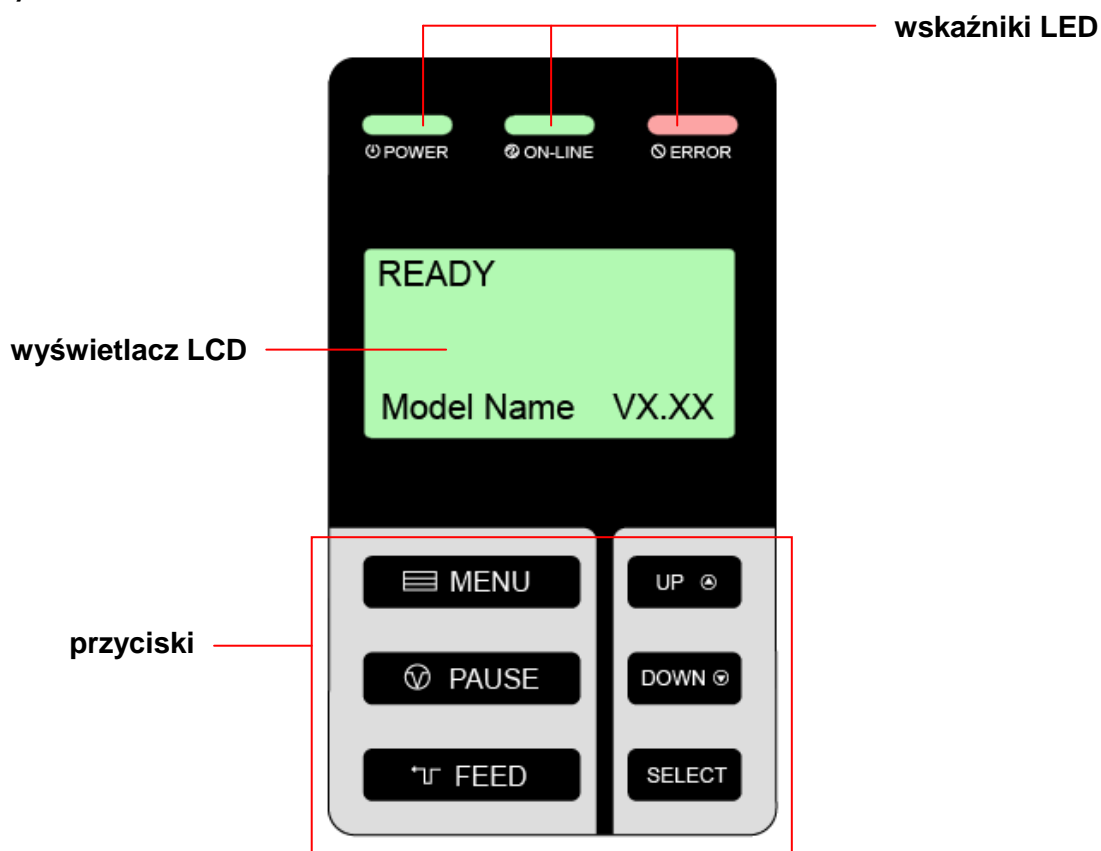 wskaźniki LED
POWER ON-LINE ERROR
READY
wyświetlacz LCD
Model Name VX.XX
MENU UP
przyciski
PAUSE DOWN
FEED SELECT